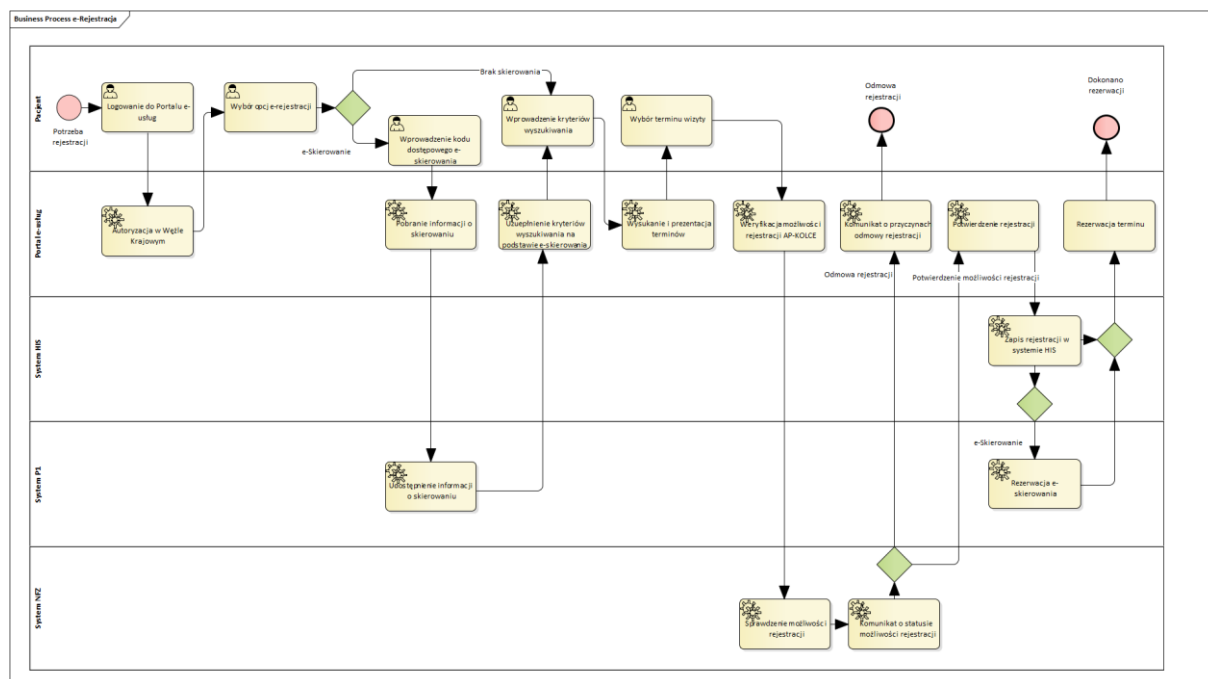 Business Process e-Rejestracja
Pacjent
Potrzeba
rejestracji
Logowanie do Portalu e-
usług
Wybór opcji e-rejestracji
Brak skierowania
e-Skierowanie
Wprowadzenie kodu
dostępowego e-
skierowania
Wprowadzenie kryteriów
wyszukiwania
Wybór terminu wizyty
Odmowa
rejestracji
Dokonano
rezerwacji
Portal e-usług
Autoryzacja w Węźle
Krajowym
Pobranie informacji o
skierowaniu
Uzuepłnienie kryteriów
wyszukiwania na
podstawie e-skierowania
Wysukanie i prezentacja
terminów
Weryfikacja możliwości
rejestracji AP-KOLCE
Komunikat o przyczynach
odmowy rejestracji
Potwierdzenie rejestracji
Rezerwacja terminu
Odmowa rejestracji
Potwierdzenie możliwości rejestracji
System HIS
Zapis rejestracji w
systemie HIS
System P1
e-Skierowanie
Udostępnienie informacji
o skierowaniu
Rezerwacja e-
skierowania
System NFZ
Sprawdzenie możliwości
rejestracji
Komunikat o statusie
możliwości rejestracji